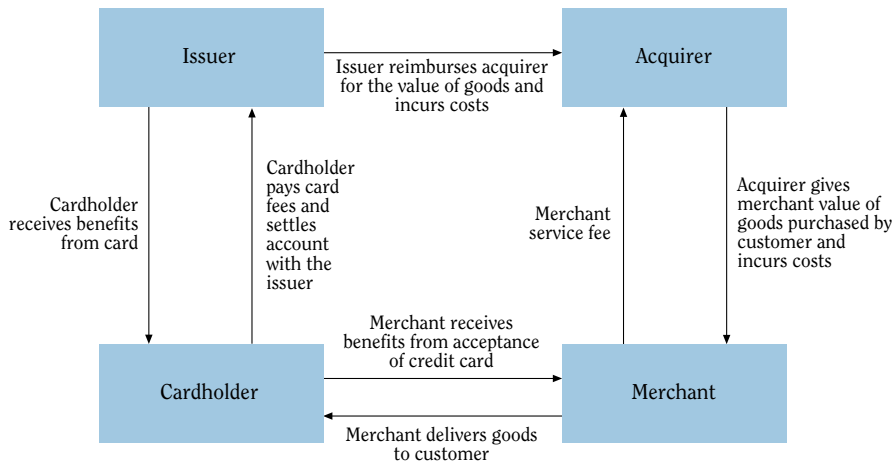 Issuer
Acquirer
Issuer reimburses acquirer
for the value of goods and
incurs costs
Cardholder
receives benefits
from card
Cardholder
pays card
fees and
settles
account
with the
issuer
Merchant
service fee
Acquirer gives
merchant value of
goods purchased by
customer and
incurs costs
Merchant receives
benefits from acceptance
of credit card
Cardholder
Merchant
Merchant delivers goods
to customer